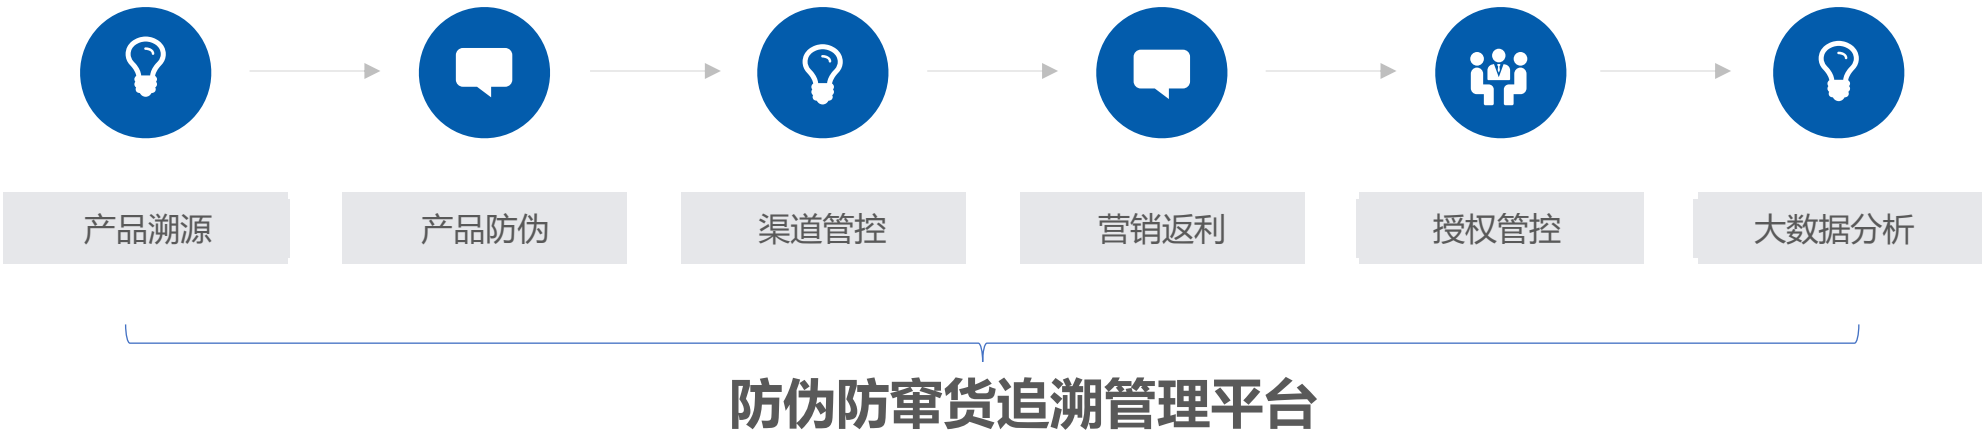 产品溯源
产品防伪
渠道管控
营销返利
授权管控
大数据分析
防伪防窜货追溯管理平台